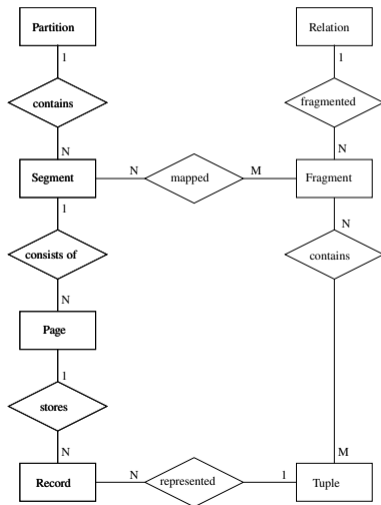 Partition
Relation
1
1
contains
fragmented
N
N
Segment
N
mapped
M
Fragment
1
N
consists of
contains
N
Page
1
stores
N
M
Record
N
represented
1
Tuple